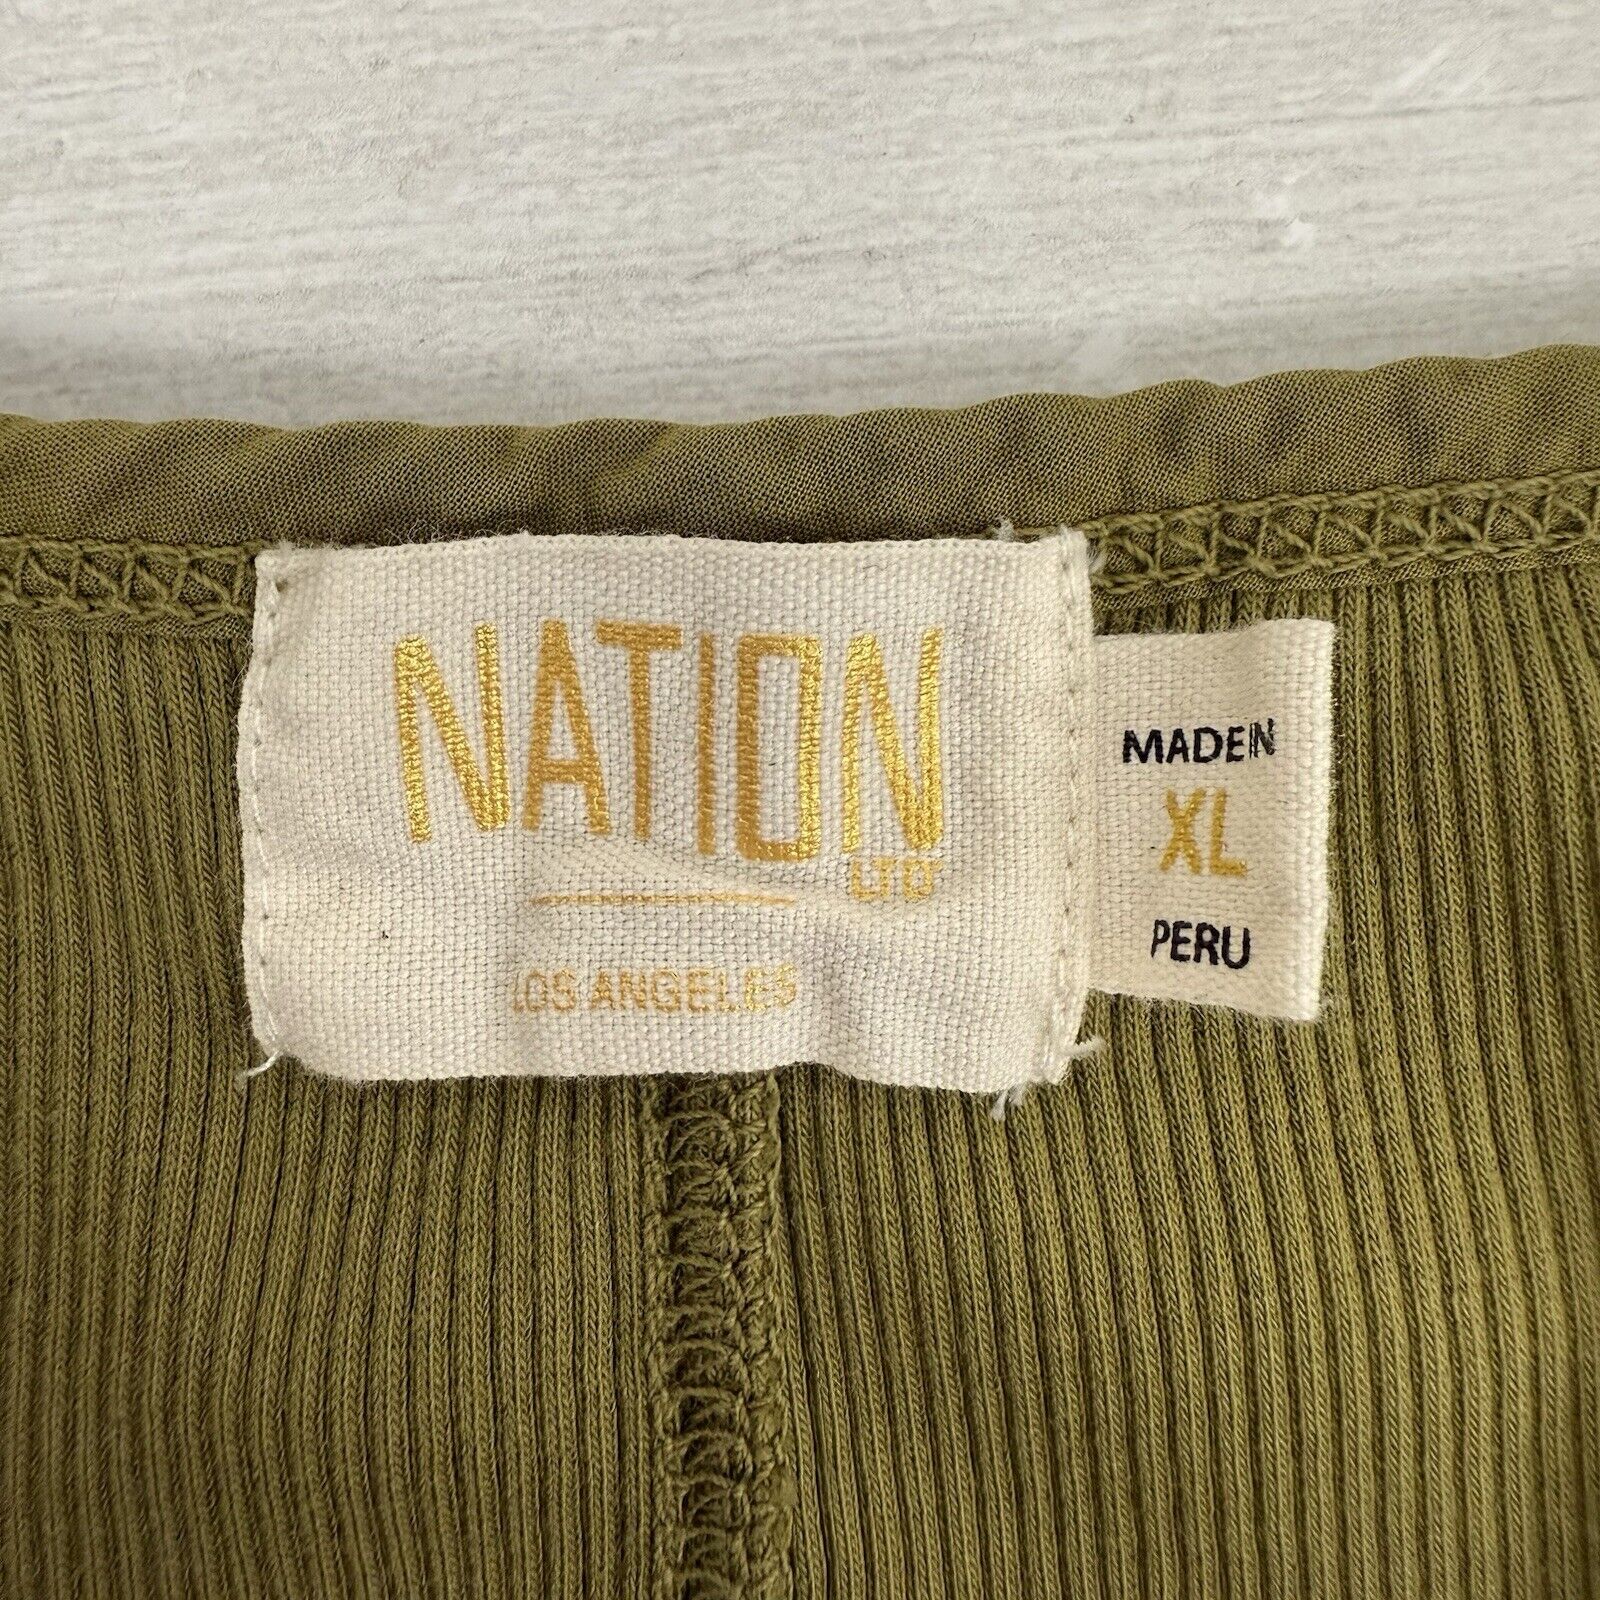 NATION
LTD
LOS ANGELES
MADE IN
XL
PERU